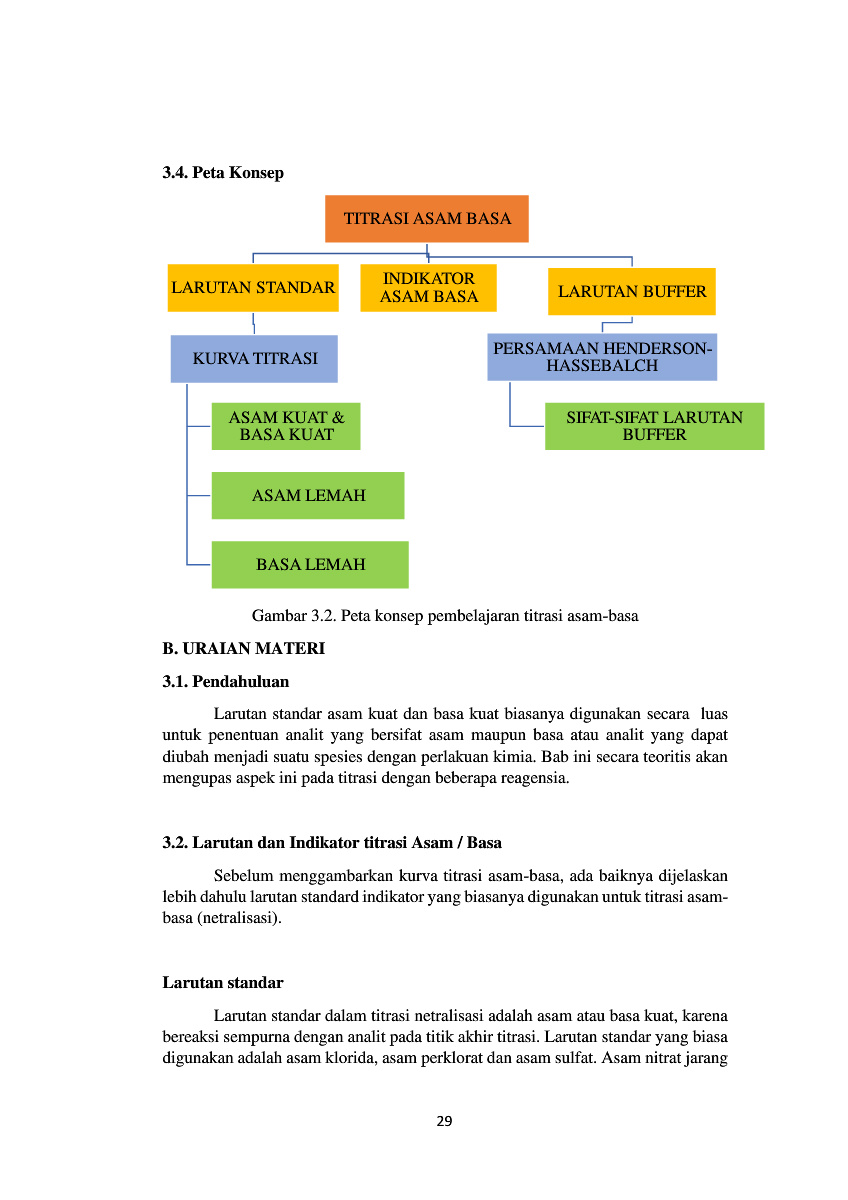 3.4. Peta Konsep
TITRASI ASAM BASA
LARUTAN STANDAR
INDIKATOR
ASAM BASA
LARUTAN BUFFER
KURVA TITRASI
PERSAMAAN HENDERSON-
HASSEBALCH
ASAM KUAT &
BASA KUAT
SIFAT-SIFAT LARUTAN
BUFFER
ASAM LEMAH
BASA LEMAH
Gambar 3.2. Peta konsep pembelajaran titrasi asam-basa
B. URAIAN MATERI
3.1. Pendahuluan
Larutan standar asam kuat dan basa kuat biasanya digunakan secara luas
untuk penentuan analit yang bersifat asam maupun basa atau analit yang dapat
diubah menjadi suatu spesies dengan perlakuan kimia. Bab ini secara teoritis akan
mengupas aspek ini pada titrasi dengan beberapa reagensia.
3.2. Larutan dan Indikator titrasi Asam / Basa
Sebelum menggambarkan kurva titrasi asam-basa, ada baiknya dijelaskan
lebih dahulu larutan standard indikator yang biasanya digunakan untuk titrasi asam-
basa (netralisasi).
Larutan standar
Larutan standar dalam titrasi netralisasi adalah asam atau basa kuat, karena
bereaksi sempurna dengan analit pada titik akhir titrasi. Larutan standar yang biasa
digunakan adalah asam klorida, asam perklorat dan asam sulfat. Asam nitrat jarang
29